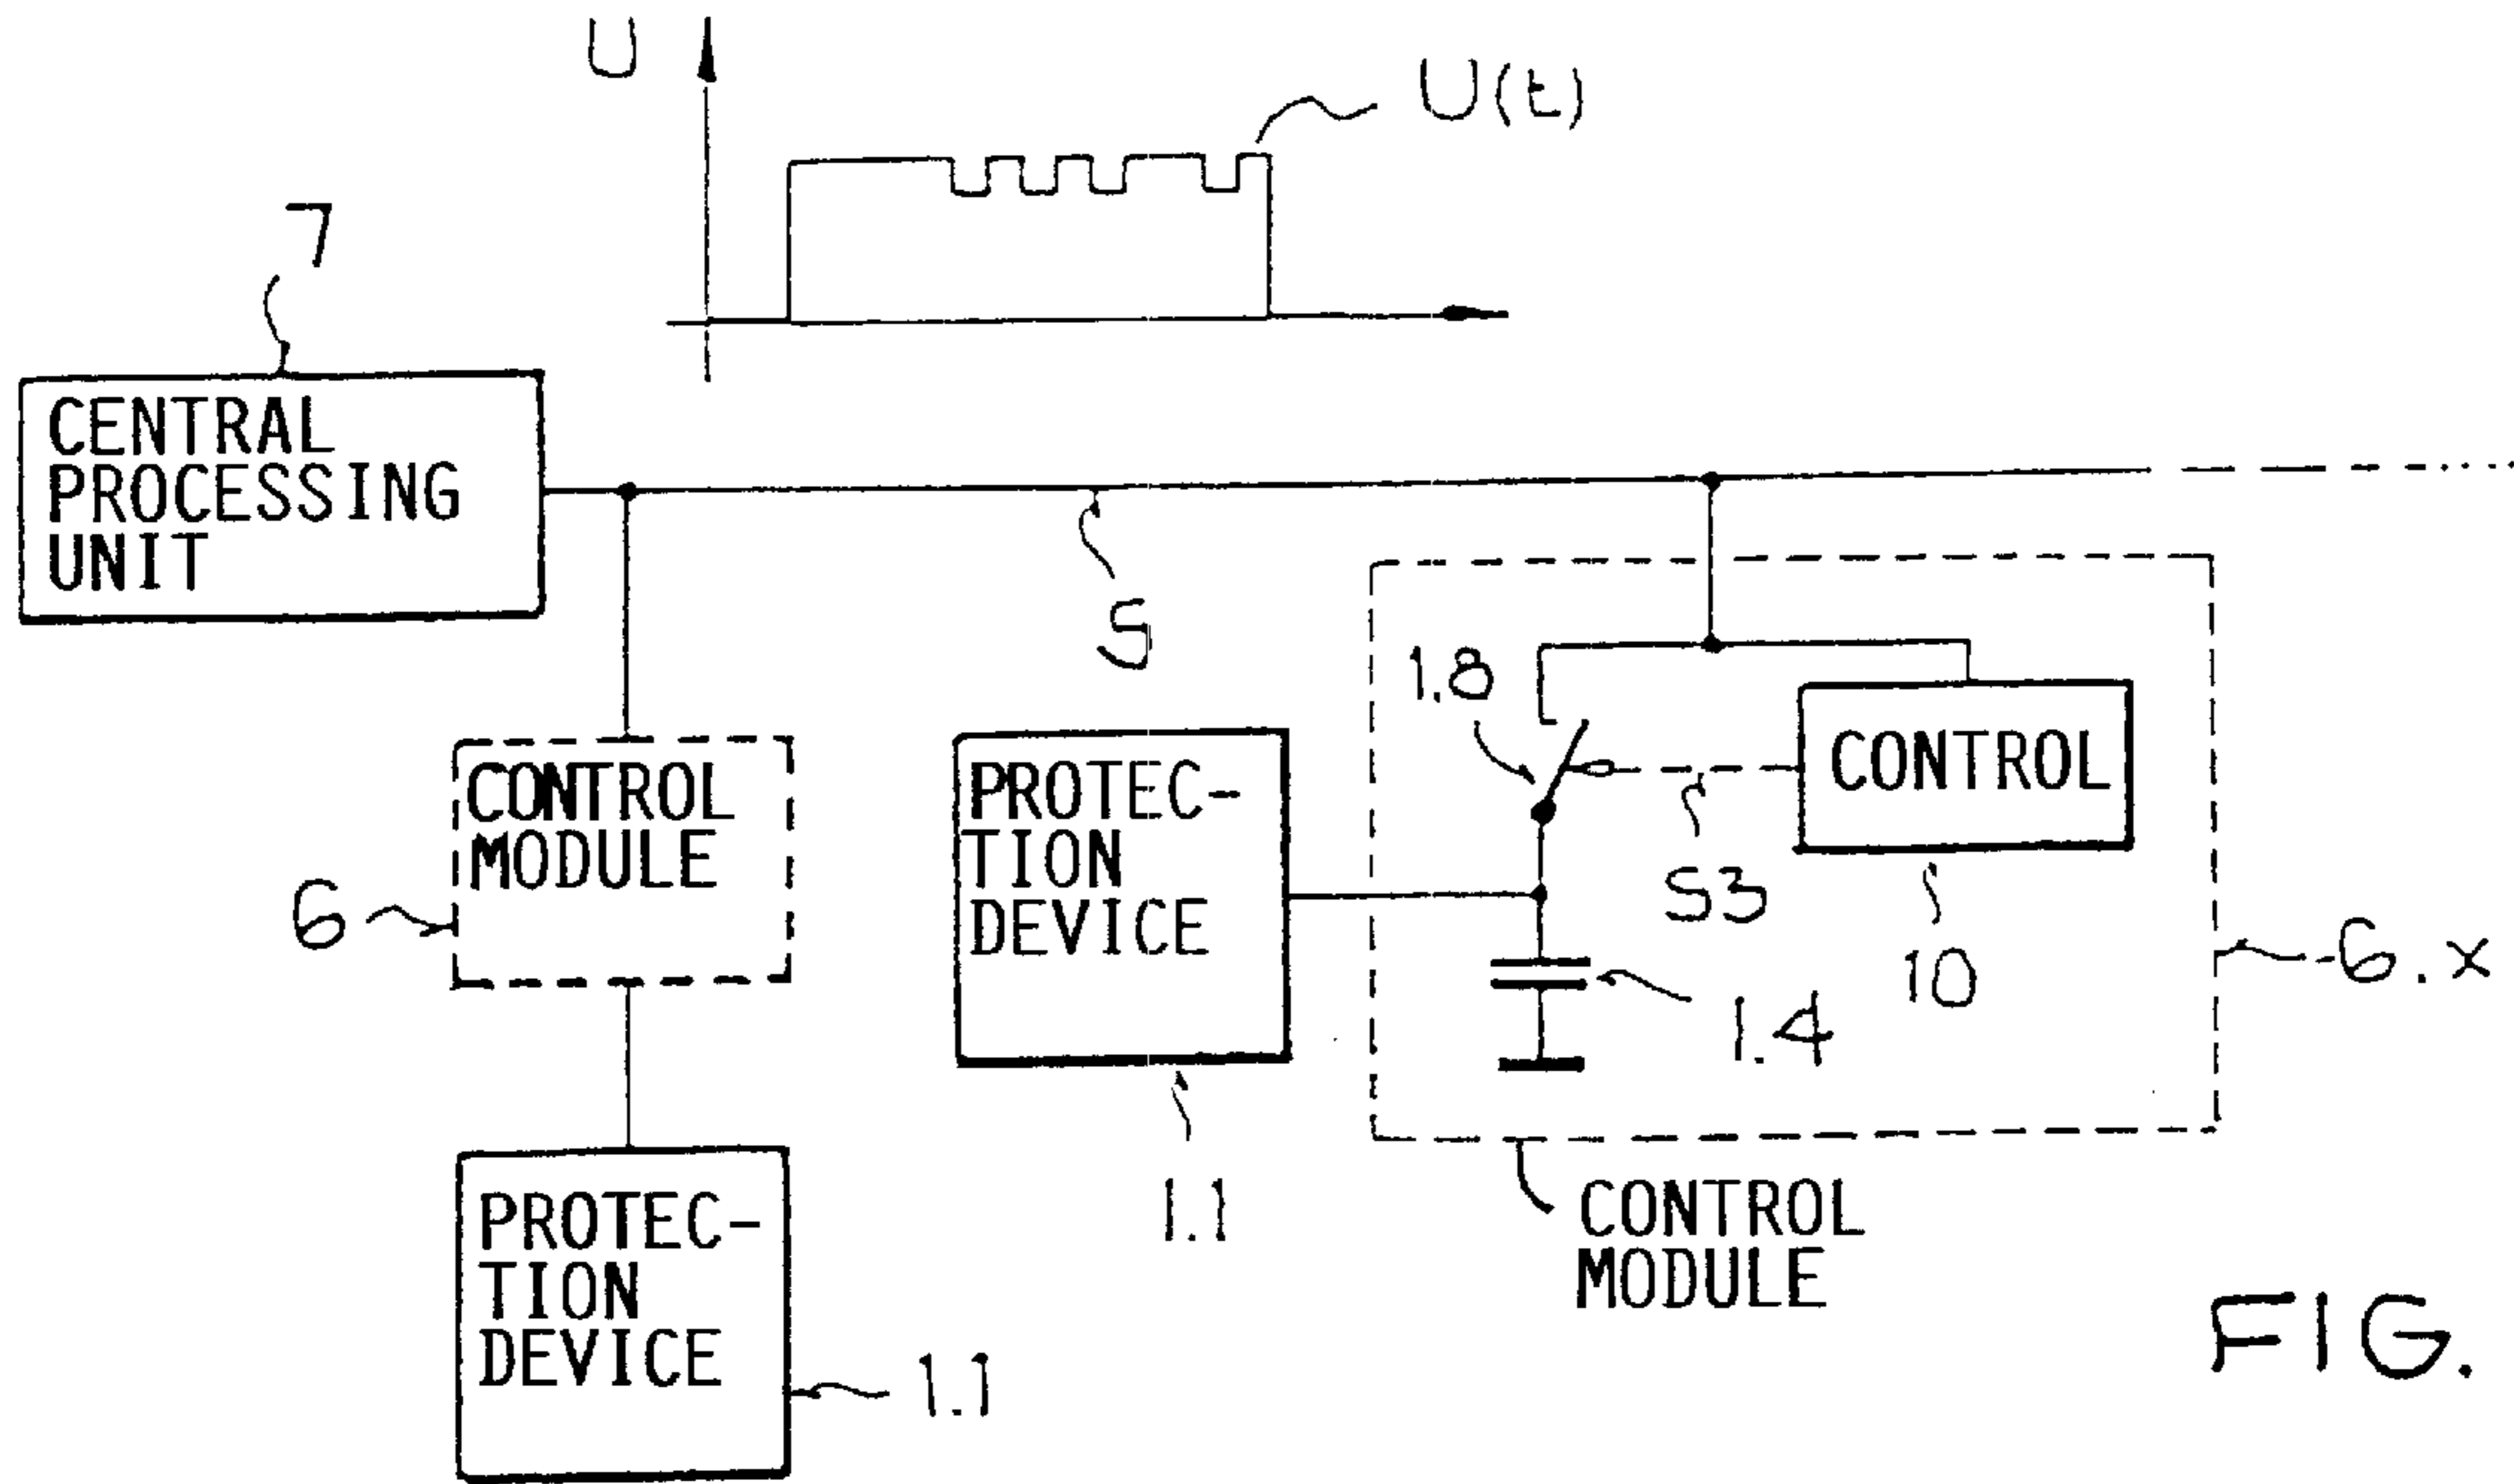 U
U(t)
7
CENTRAL
PROCESSING
UNIT
S
1.8
CONTROL
S3
10
6.x
1.4
CONTROL
MODULE
6
PROTEC-
TION
DEVICE
1.1
CONTROL
MODULE
PROTEC-
TION
DEVICE
1.1
FIG.